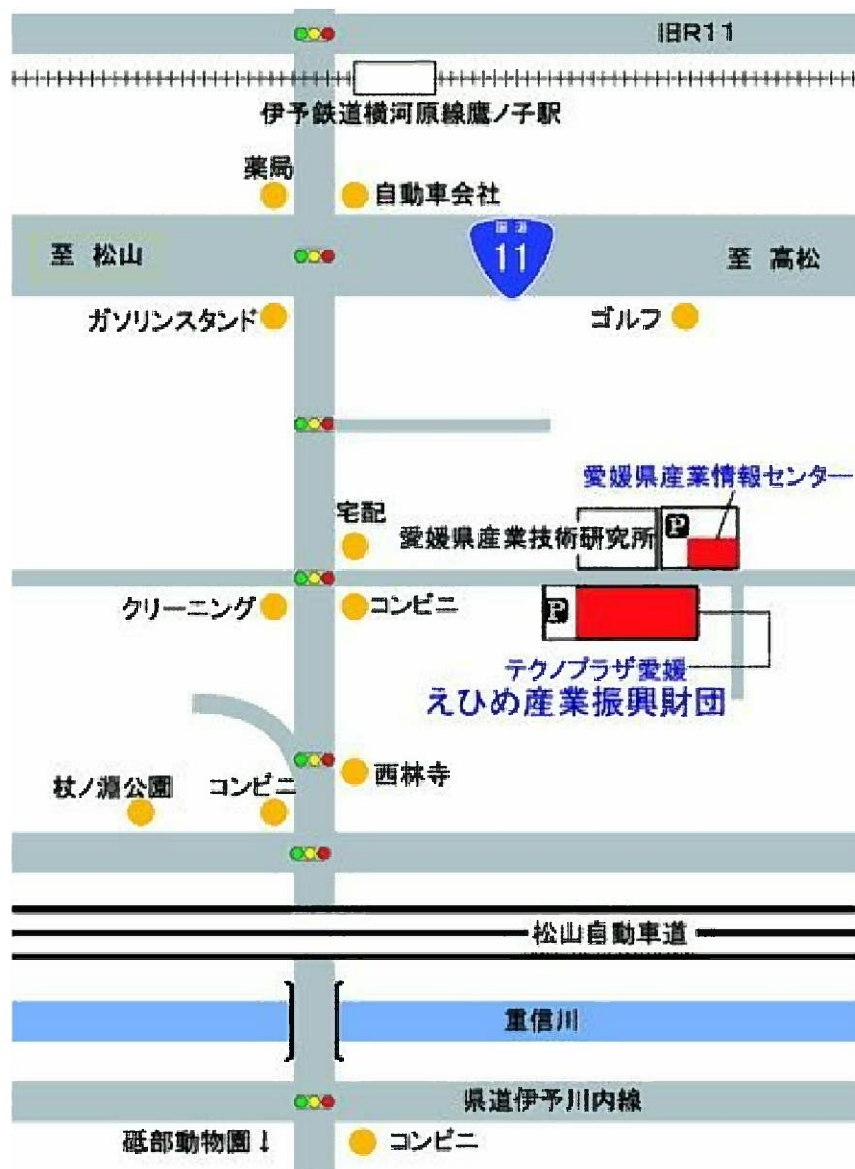 旧R11
伊予鉄道横河原線鷹ノ子駅
薬局
自動車会社
至 松山
国道
11
至 高松
ガソリンスタンド
ゴルフ
愛媛県産業情報センター
宅配
愛媛県産業技術研究所
P
クリーニング
コンビニ
P
テクノプラザ愛媛
えひめ産業振興財団
杖ノ淵公園
コンビニ
西林寺
松山自動車道
重信川
県道伊予川内線
砥部動物園↓
コンビニ